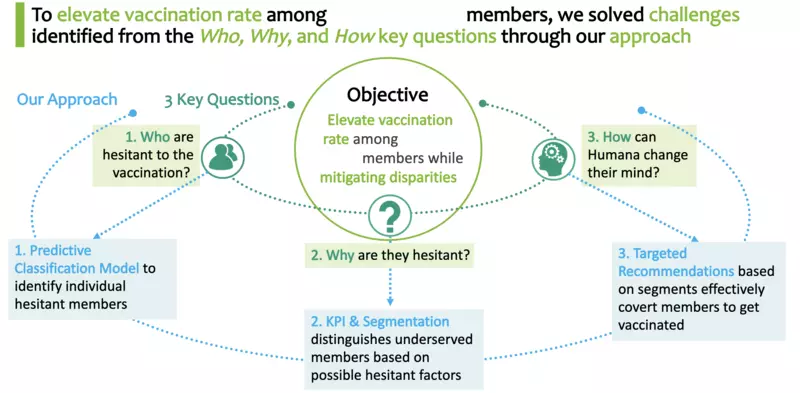 To elevate vaccination rate among members, we solved challenges
identified from the Who, Why, and How key questions through our approach
Our Approach
3 Key Questions
Objective
Elevate vaccination
rate among
members while
mitigating disparities
1. Who are
hesitant to the
vaccination?
3. How can
Humana change
their mind?
?
2. Why are they hesitant?
1. Predictive
Classification Model to
identify individual
hesitant members
2. KPI & Segmentation
distinguishes underserved
members based on
possible hesitant factors
3. Targeted
Recommendations based
on segments effectively
covert members to get
vaccinated